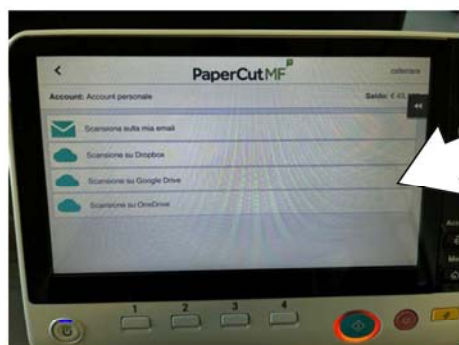 PaperCut MF
Account: Account personale
Saldo: € 43,
Scansione sulla mia email
Scansione su Dropbox
Scansione su Google Drive
Scansione su OneDrive
1 2 3 4